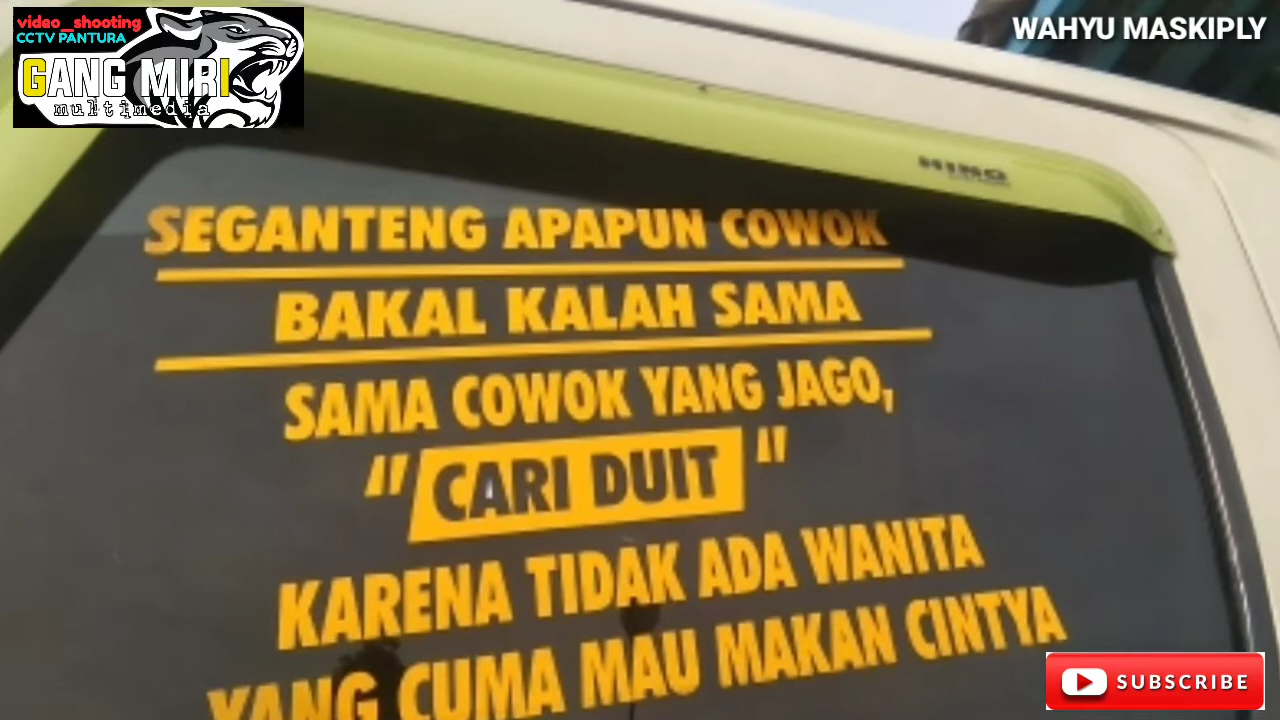 video_shooting
CCTV PANTURA
GANG MIRI
multimedia
WAHYU MASKIPLY
HINO
SEGANTENG APAPUN COWOK
BAKAL KALAH SAMA
SAMA COWOK YANG JAGO,
"CARI DUIT"
KARENA TIDAK ADA WANITA
YANG CUMA MAU MAKAN CINTYA
SUBSCRIBE